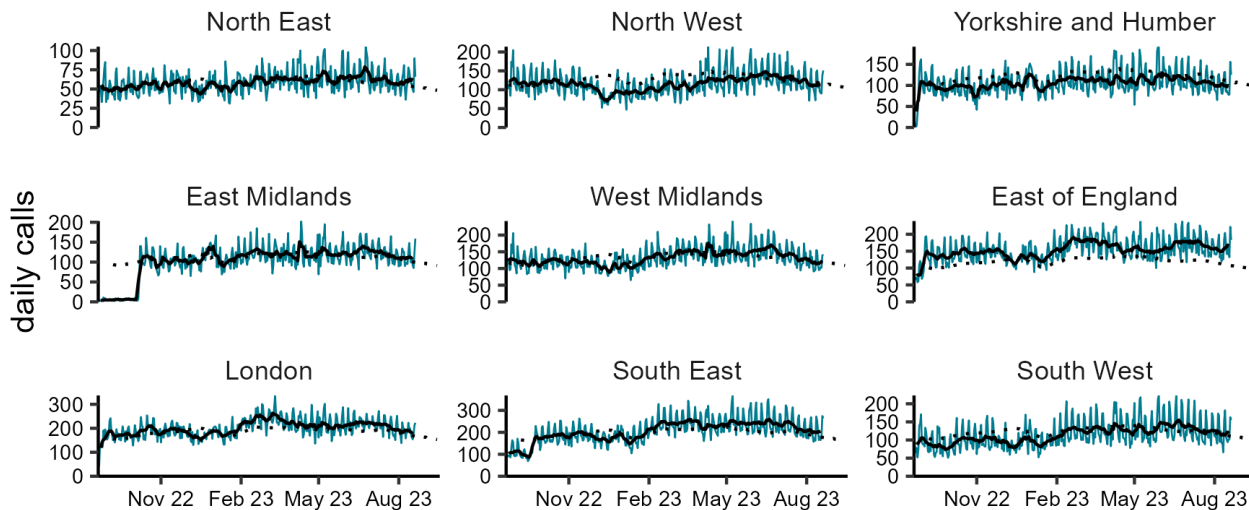 North East North West Yorkshire and Humber
100 200 150
75 150 100
50 100 50
25 50 0
0 0
daily calls
East Midlands West Midlands East of England
200 200 200
150 150 150
100 100 100
50 50 50
0 0 0
London South East South West
300 300 200
200 200 150
100 100 100
0 0 50
0
Nov 22 Feb 23 May 23 Aug 23 Nov 22 Feb 23 May 23 Aug 23 Nov 22 Feb 23 May 23 Aug 23